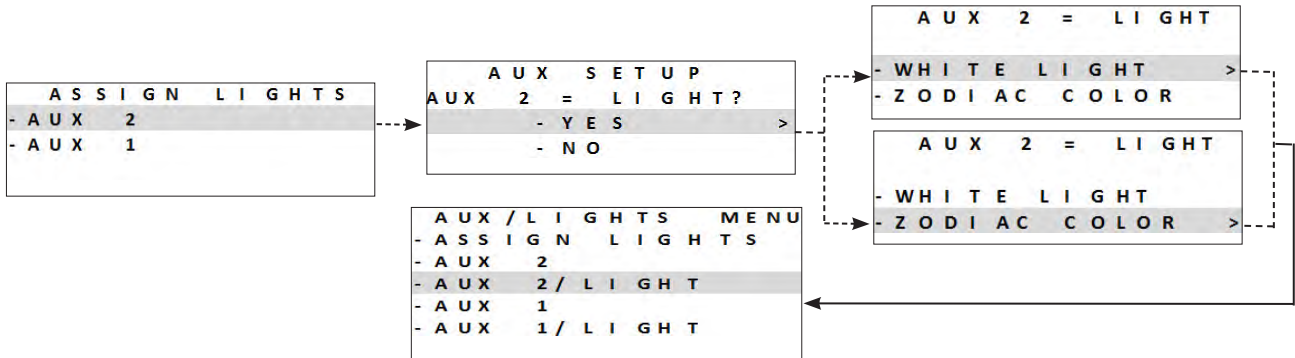 ASSIGN LIGHTS
- AUX 2
- AUX 1
AUX SETUP
AUX 2 = LIGHT?
- YES >
- NO
AUX 2 = LIGHT
- WHITE LIGHT >
- ZODIAC COLOR
AUX 2 = LIGHT
- WHITE LIGHT
- ZODIAC COLOR >
AUX/LIGHTS MENU
- ASSIGN LIGHTS
- AUX 2
- AUX 2/LIGHT
- AUX 1
- AUX 1/LIGHT